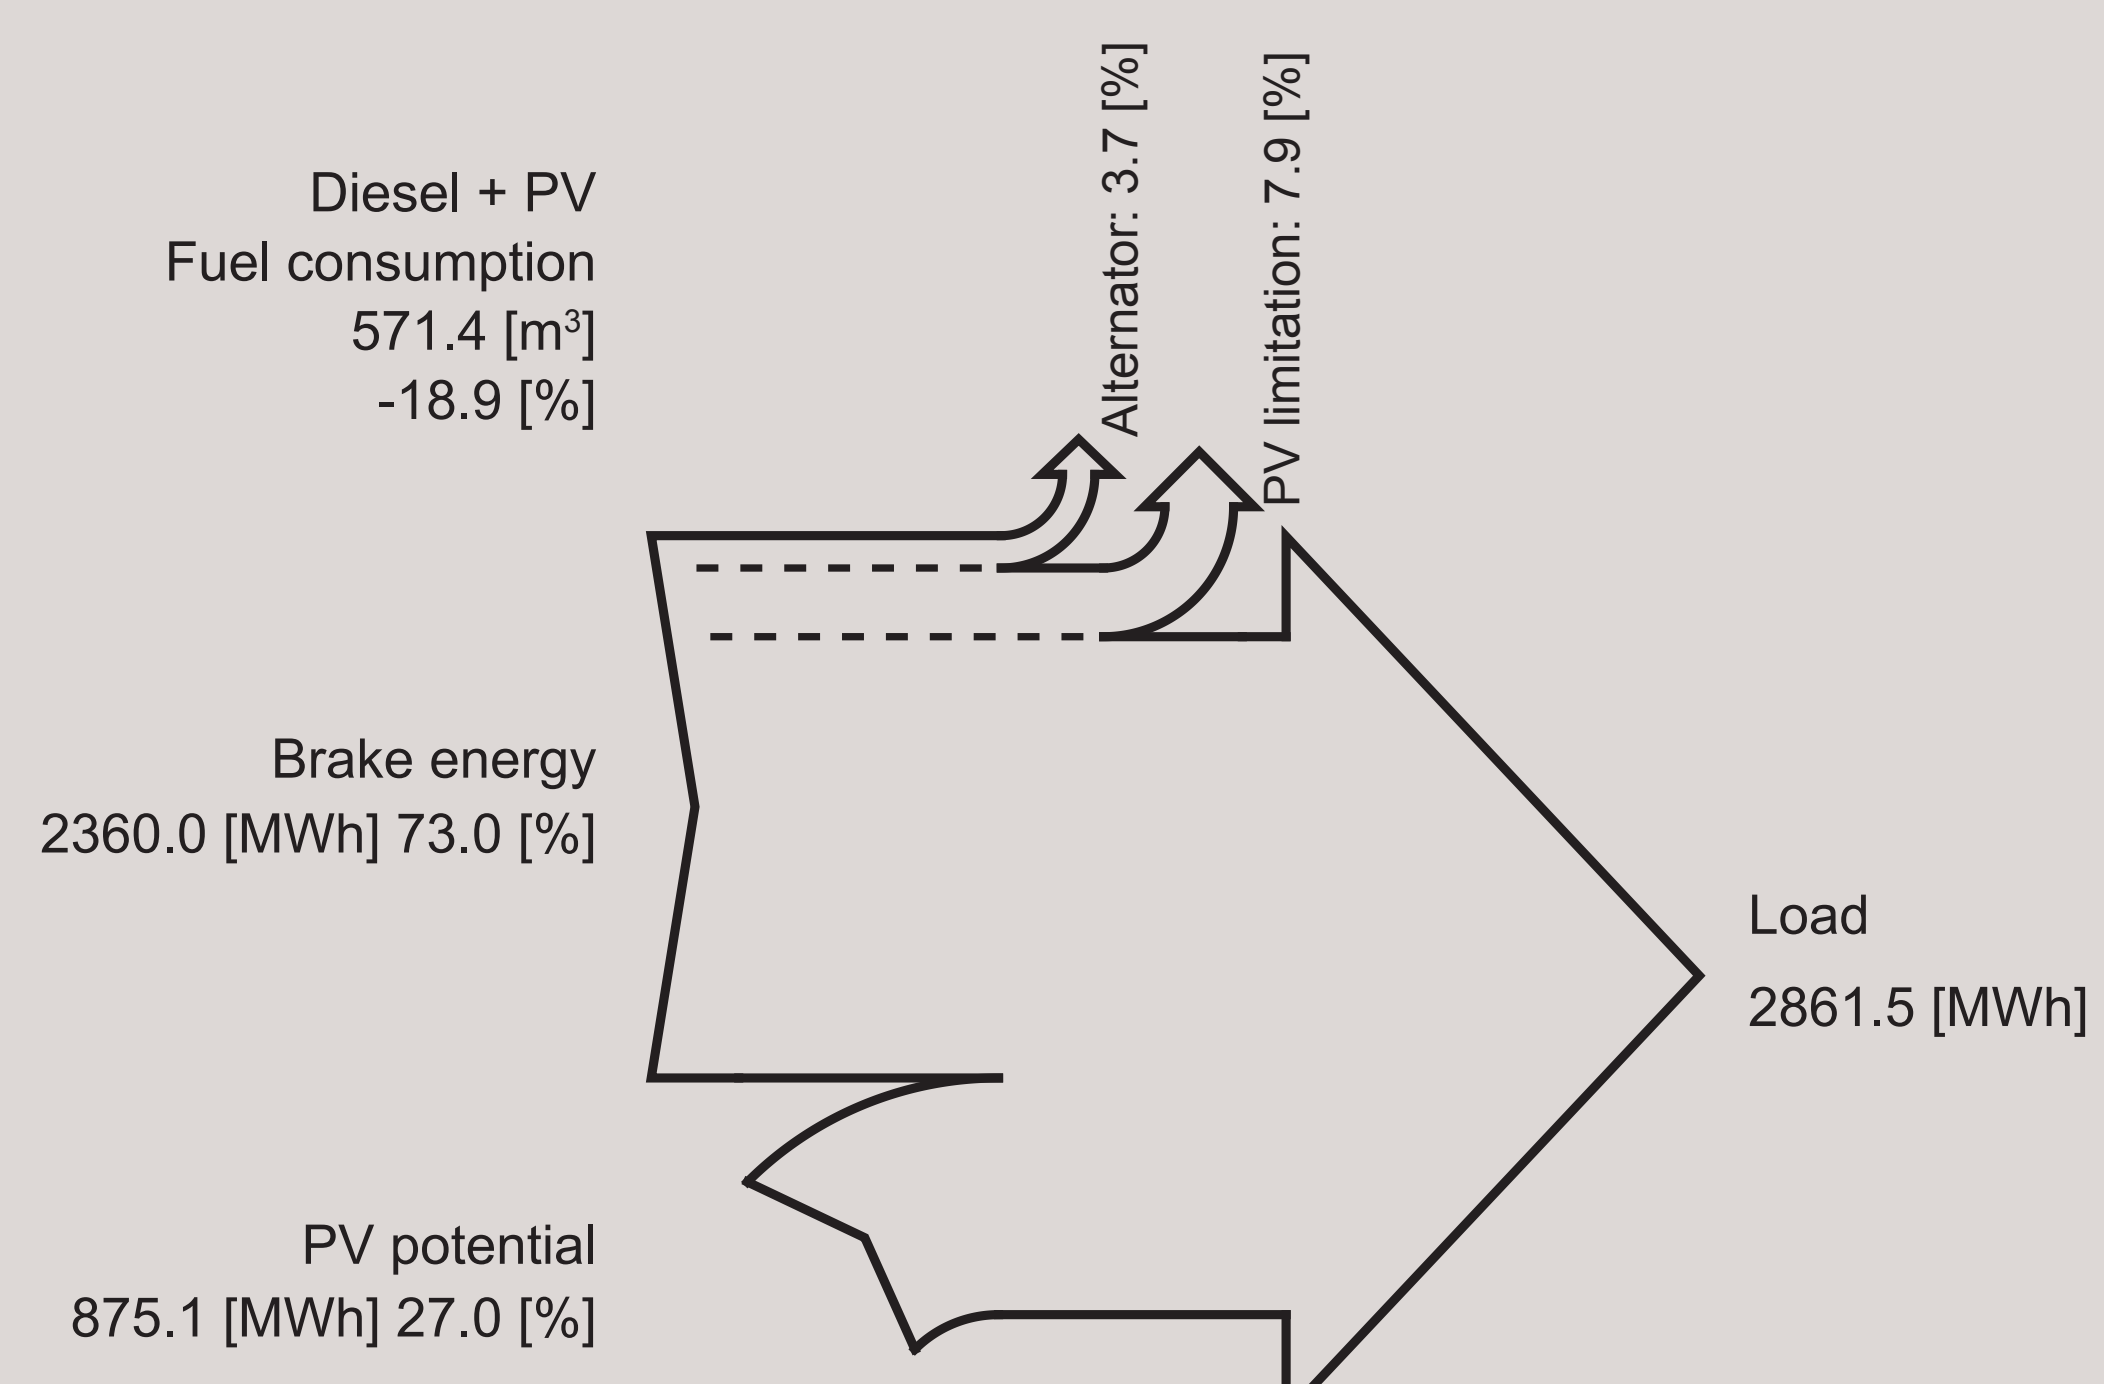 Alternator: 3.7 [%]
PV limitation: 7.9 [%]
Diesel + PV
Fuel consumption
571.4 [m³]
-18.9 [%]
Brake energy
2360.0 [MWh] 73.0 [%]
Load
2861.5 [MWh]
PV potential
875.1 [MWh] 27.0 [%]